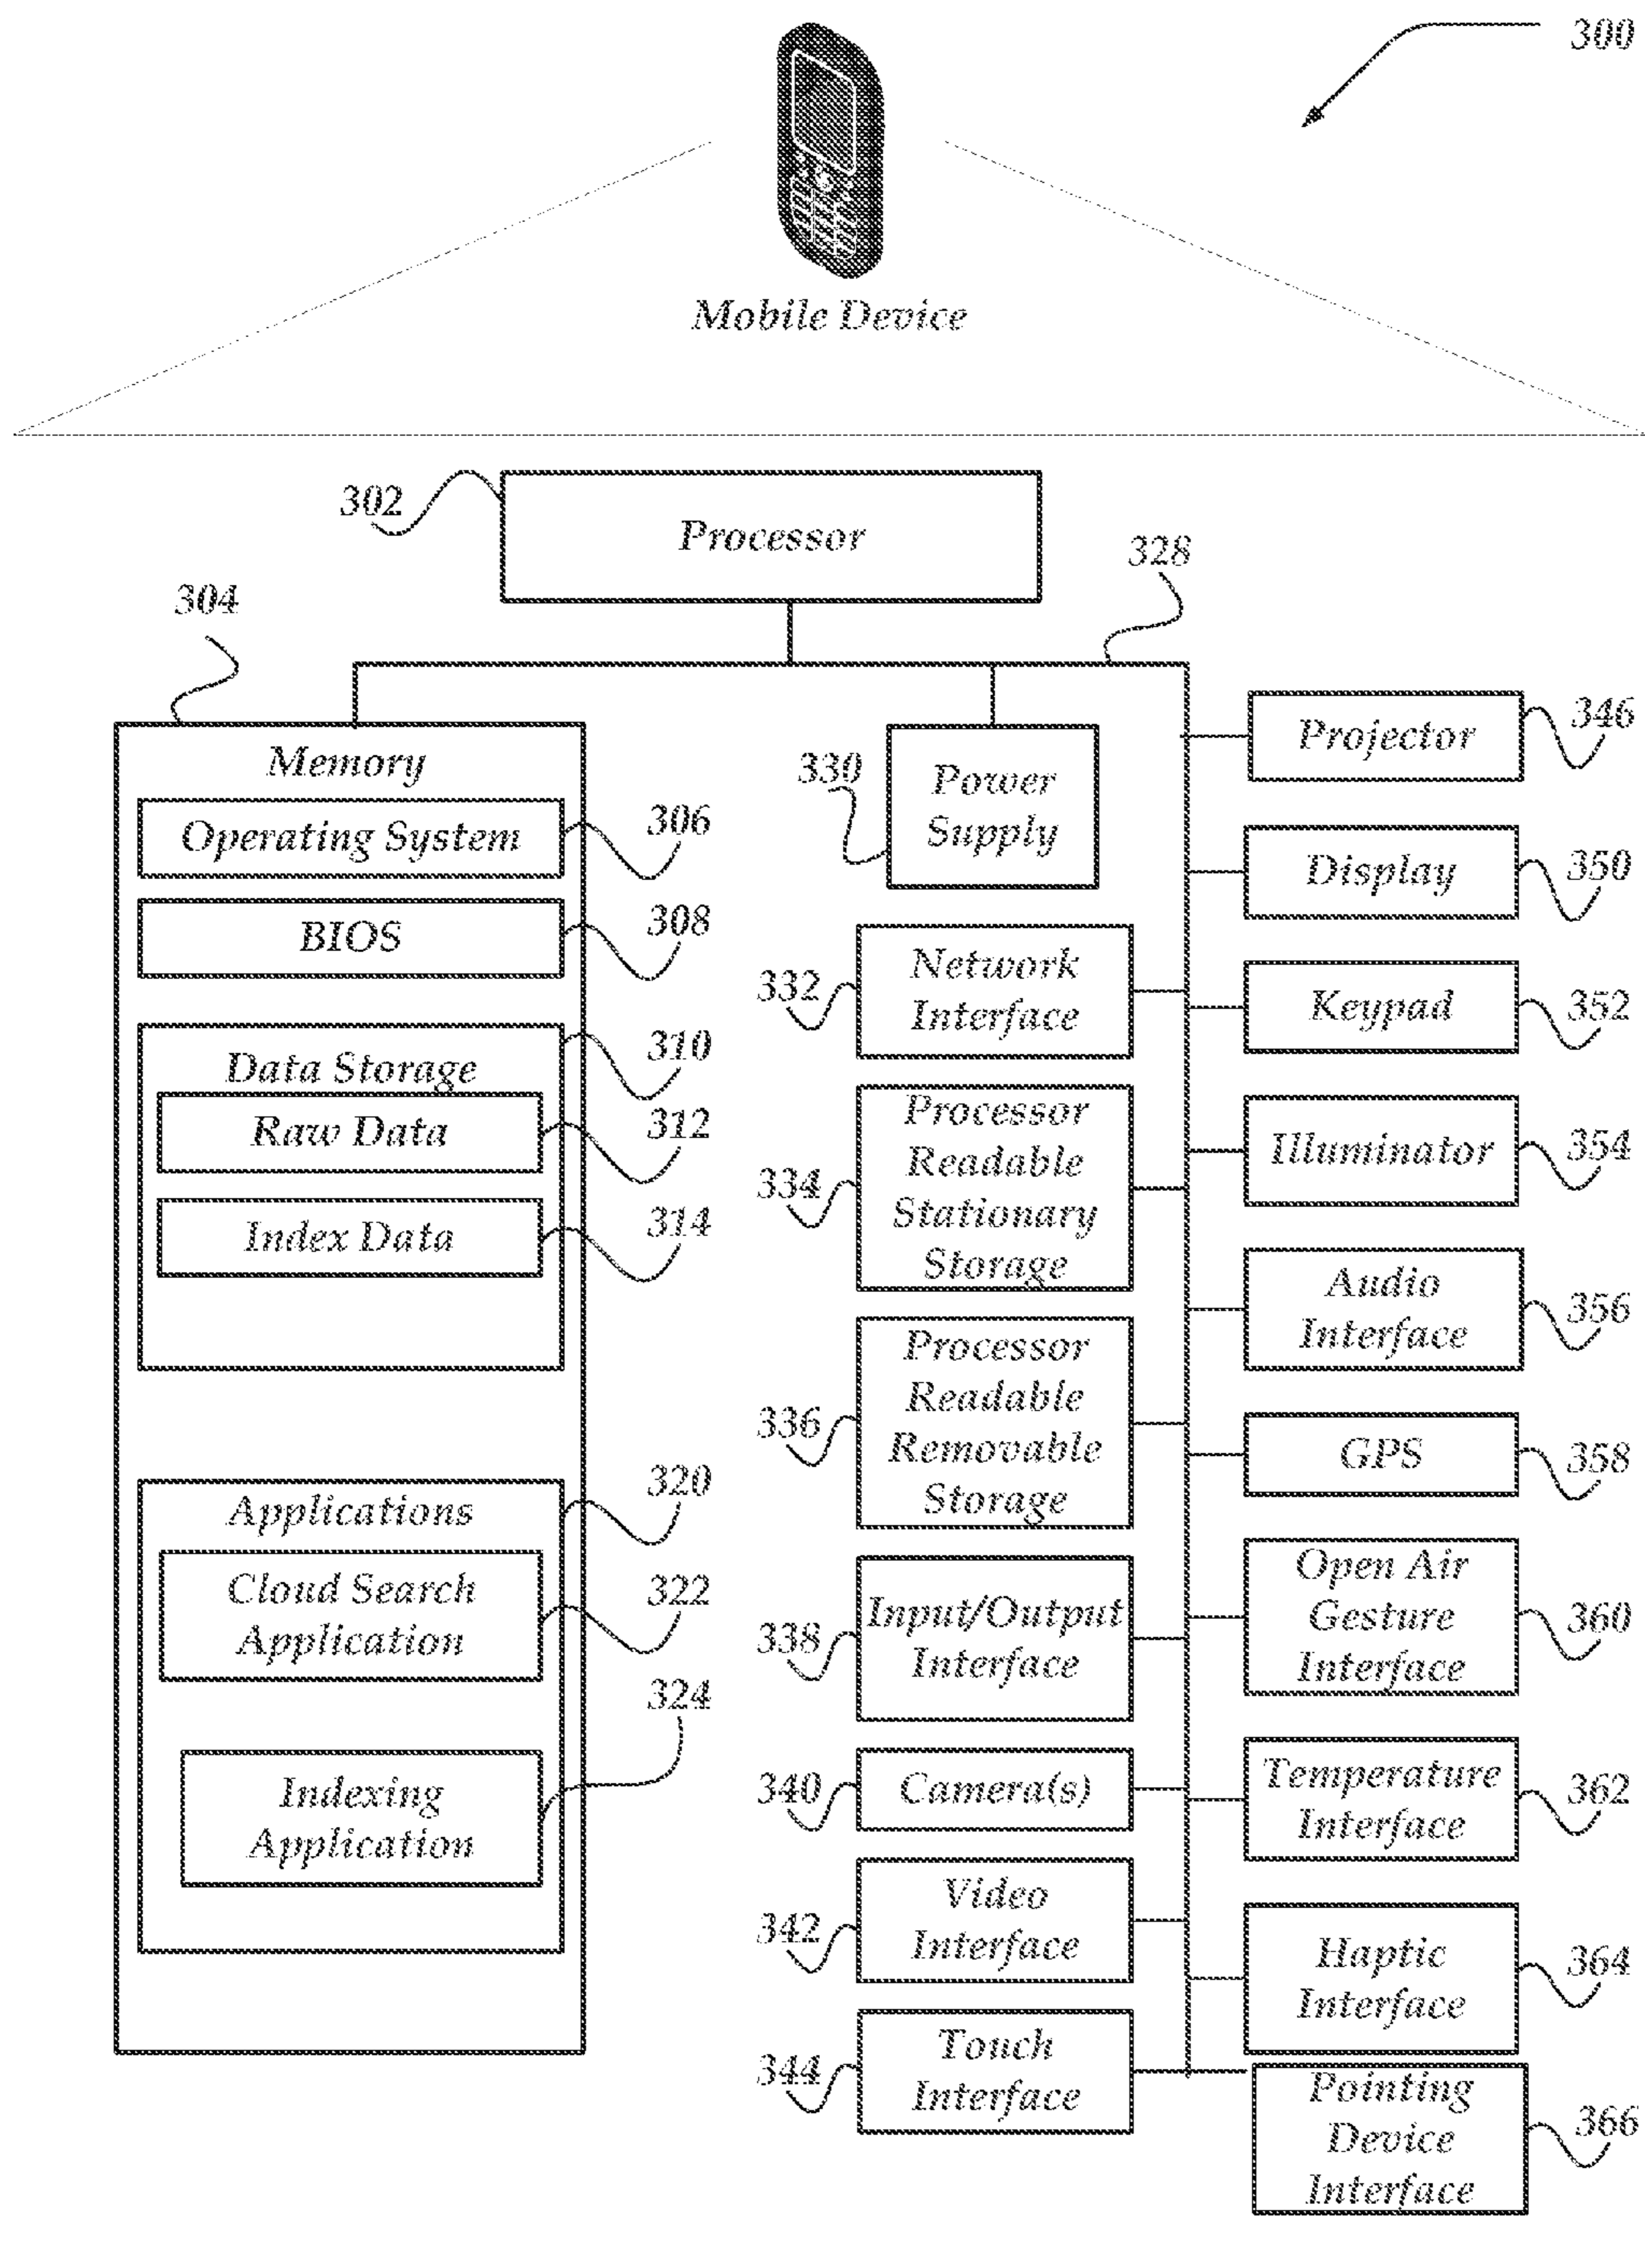 300
Mobile Device
302
Processor
328
304
Memory
Operating System
306
BIOS
308
Data Storage
310
Raw Data
312
Index Data
314
Applications
320
Cloud Search
Application
322
324
Indexing
Application
330
Power
Supply
332
Network
Interface
334
Processor
Readable
Stationary
Storage
336
Processor
Readable
Removable
Storage
338
Input/Output
Interface
340
Camera(s)
342
Video
Interface
344
Touch
Interface
Projector
346
Display
350
Keypad
352
Illuminator
354
Audio
Interface
356
GPS
358
Open Air
Gesture
Interface
360
Temperature
Interface
362
Haptic
Interface
364
Pointing
Device
Interface
366